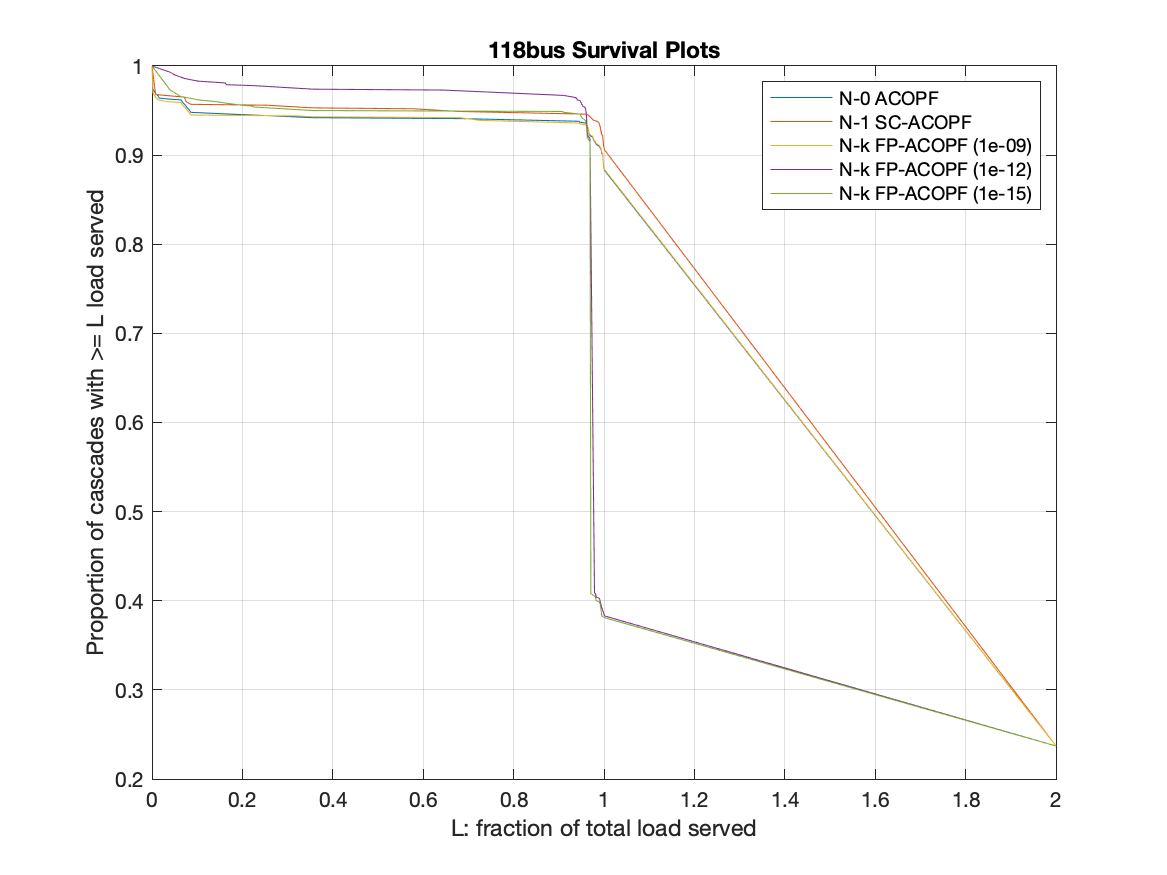 118bus Survival Plots
1
0.9
0.8
0.7
0.6
0.5
0.4
0.3
0.2
Proportion of cascades with >= L load served
N-0 ACOPF
N-1 SC-ACOPF
N-k FP-ACOPF (1e-09)
N-k FP-ACOPF (1e-12)
N-k FP-ACOPF (1e-15)
0 0.2 0.4 0.6 0.8 1 1.2 1.4 1.6 1.8 2
L: fraction of total load served